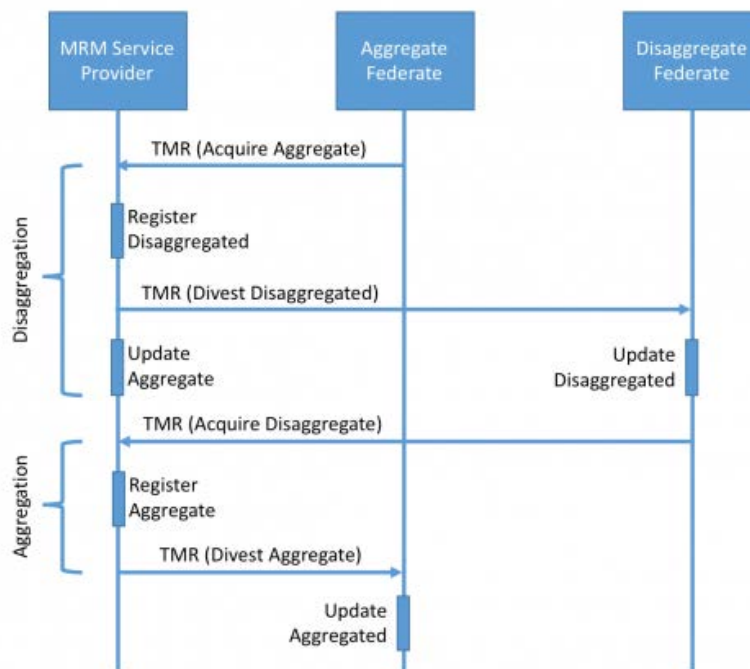 MRM Service
Provider
Aggregate
Federate
Disaggregate
Federate
TMR (Acquire Aggregate)
Disaggregation
Register
Disaggregated
TMR (Divest Disaggregated)
Update
Aggregate
Update
Disaggregated
TMR (Acquire Disaggregate)
Aggregation
Register
Aggregate
TMR (Divest Aggregate)
Update
Aggregated